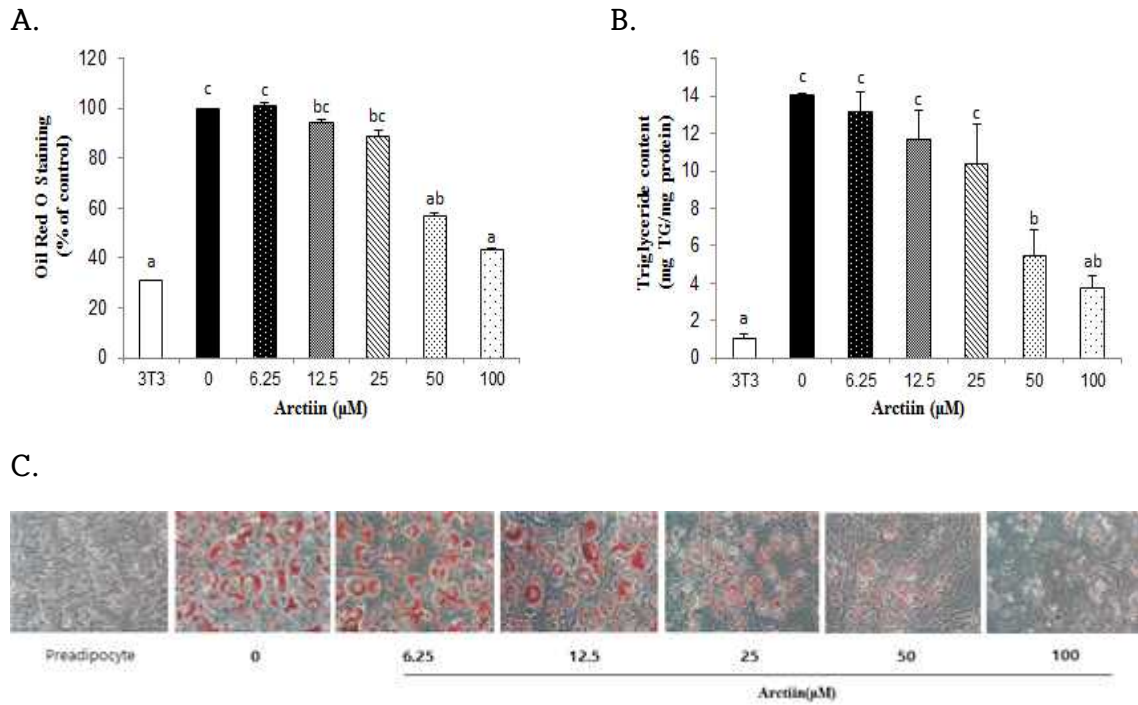 A.
B.
120
100
80
60
40
20
0
Oil Red O Staining
(% of control)
a
c
c
bc
bc
ab
a
3T3 0 6.25 12.5 25 50 100
Arctiin (µM)
16
14
12
10
8
6
4
2
0
Triglyceride content
(mg TG/mg protein)
a
c
c
c
c
b
ab
3T3 0 6.25 12.5 25 50 100
Arctiin (µM)
C.
Preadipocyte 0 6.25 12.5 25 50 100
Arctiin(µM)